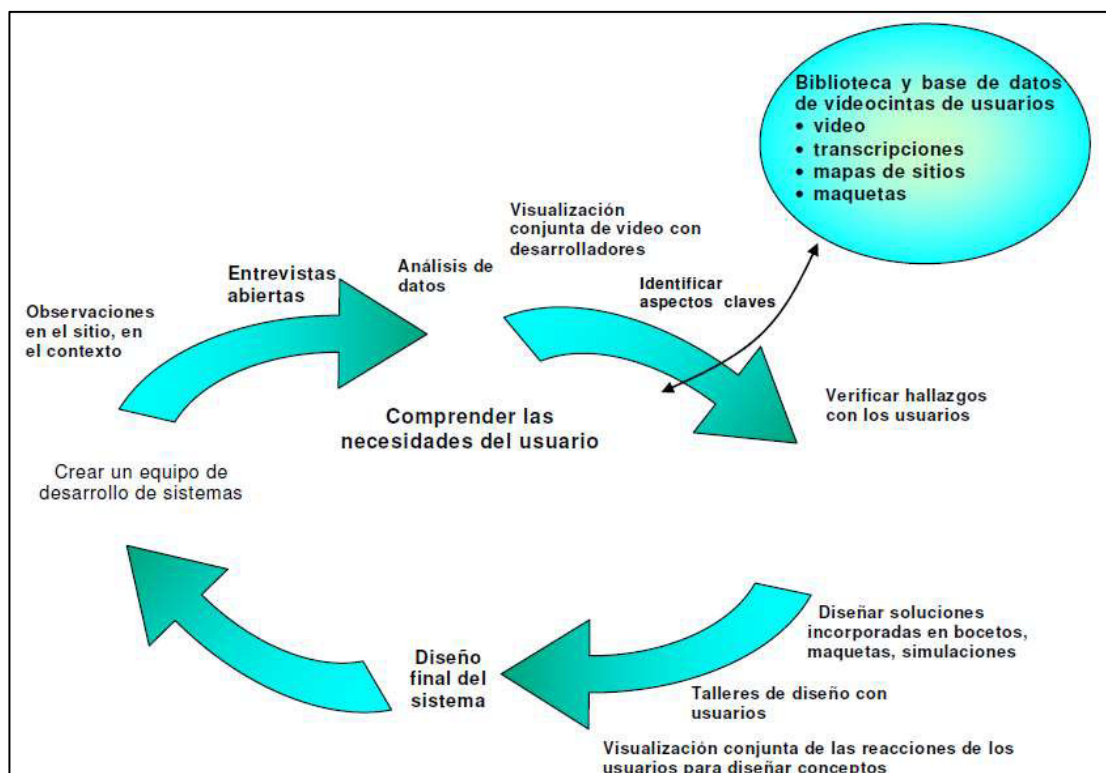 Biblioteca y base de datos
de videocintas de usuarios
• video
• transcripciones
• mapas de sitios
• maquetas
Visualización
conjunta de video con
desarrolladores
Identificar
aspectos claves
Análisis de
datos
Entrevistas
abiertas
Observaciones
en el sitio, en
el contexto
Verificar hallazgos
con los usuarios
Comprender las
necesidades del usuario
Crear un equipo de
desarrollo de sistemas
Diseñar soluciones
incorporadas en bocetos,
maquetas, simulaciones
Diseño
final del
sistema
Talleres de diseño con
usuarios
Visualización conjunta de las reacciones de los
usuarios para diseñar conceptos